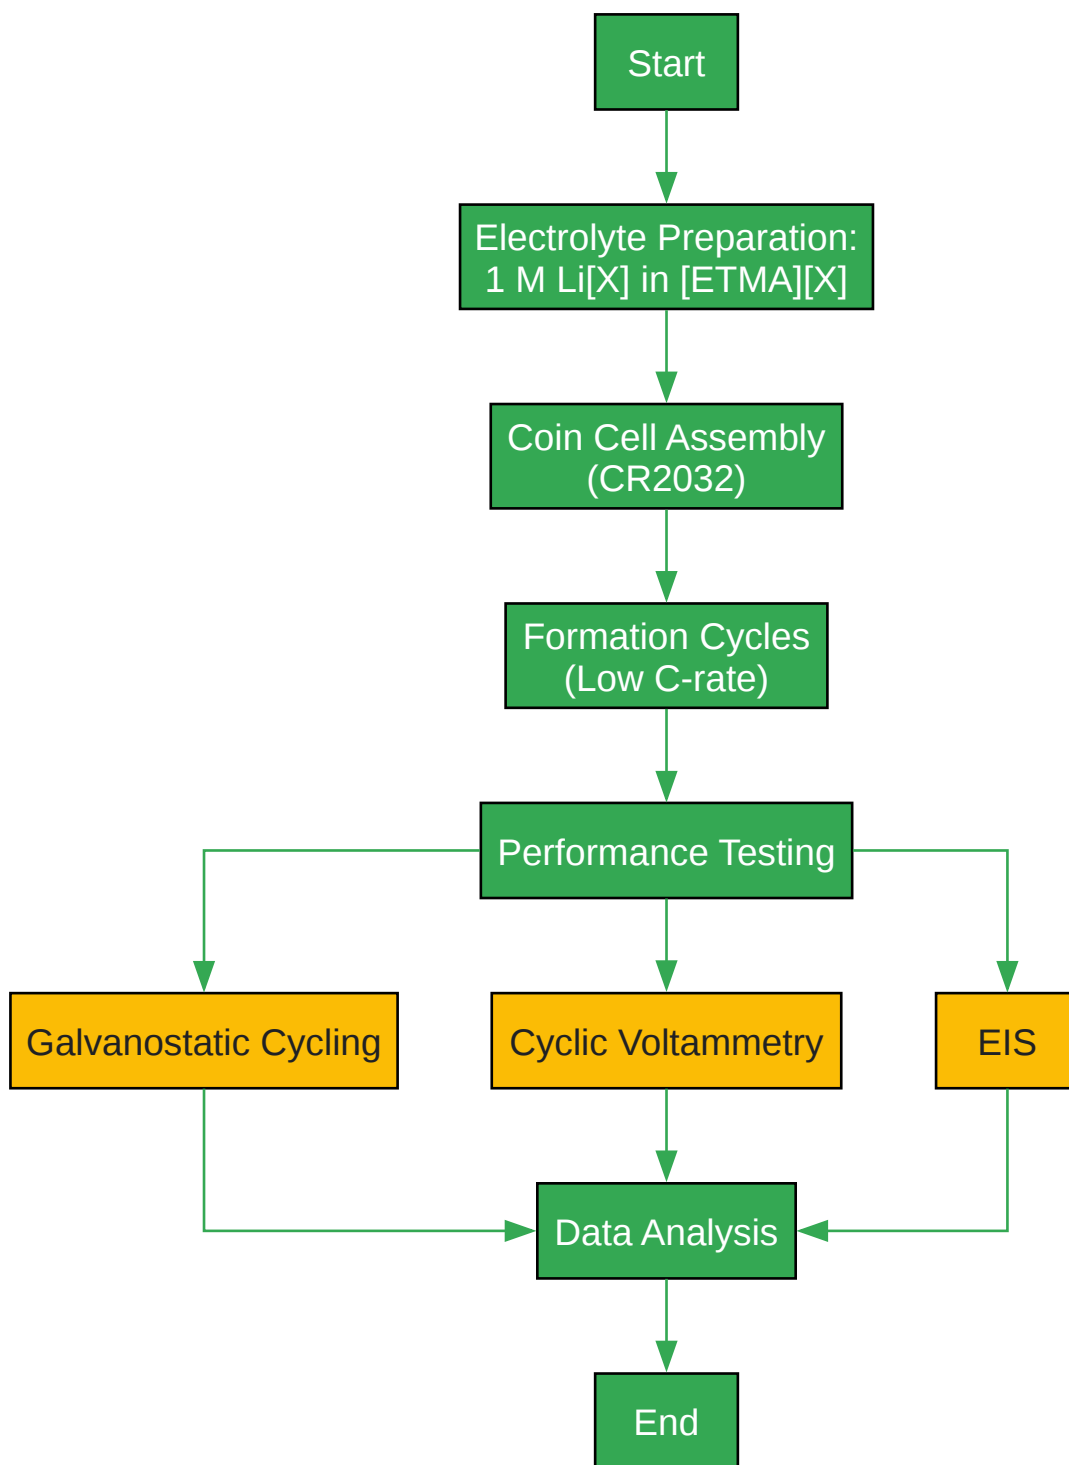 Start
Electrolyte Preparation:
1 M Li[X] in [ETMA][X]
Coin Cell Assembly
(CR2032)
Formation Cycles
(Low C-rate)
Performance Testing
Galvanostatic Cycling
Cyclic Voltammetry
EIS
Data Analysis
End